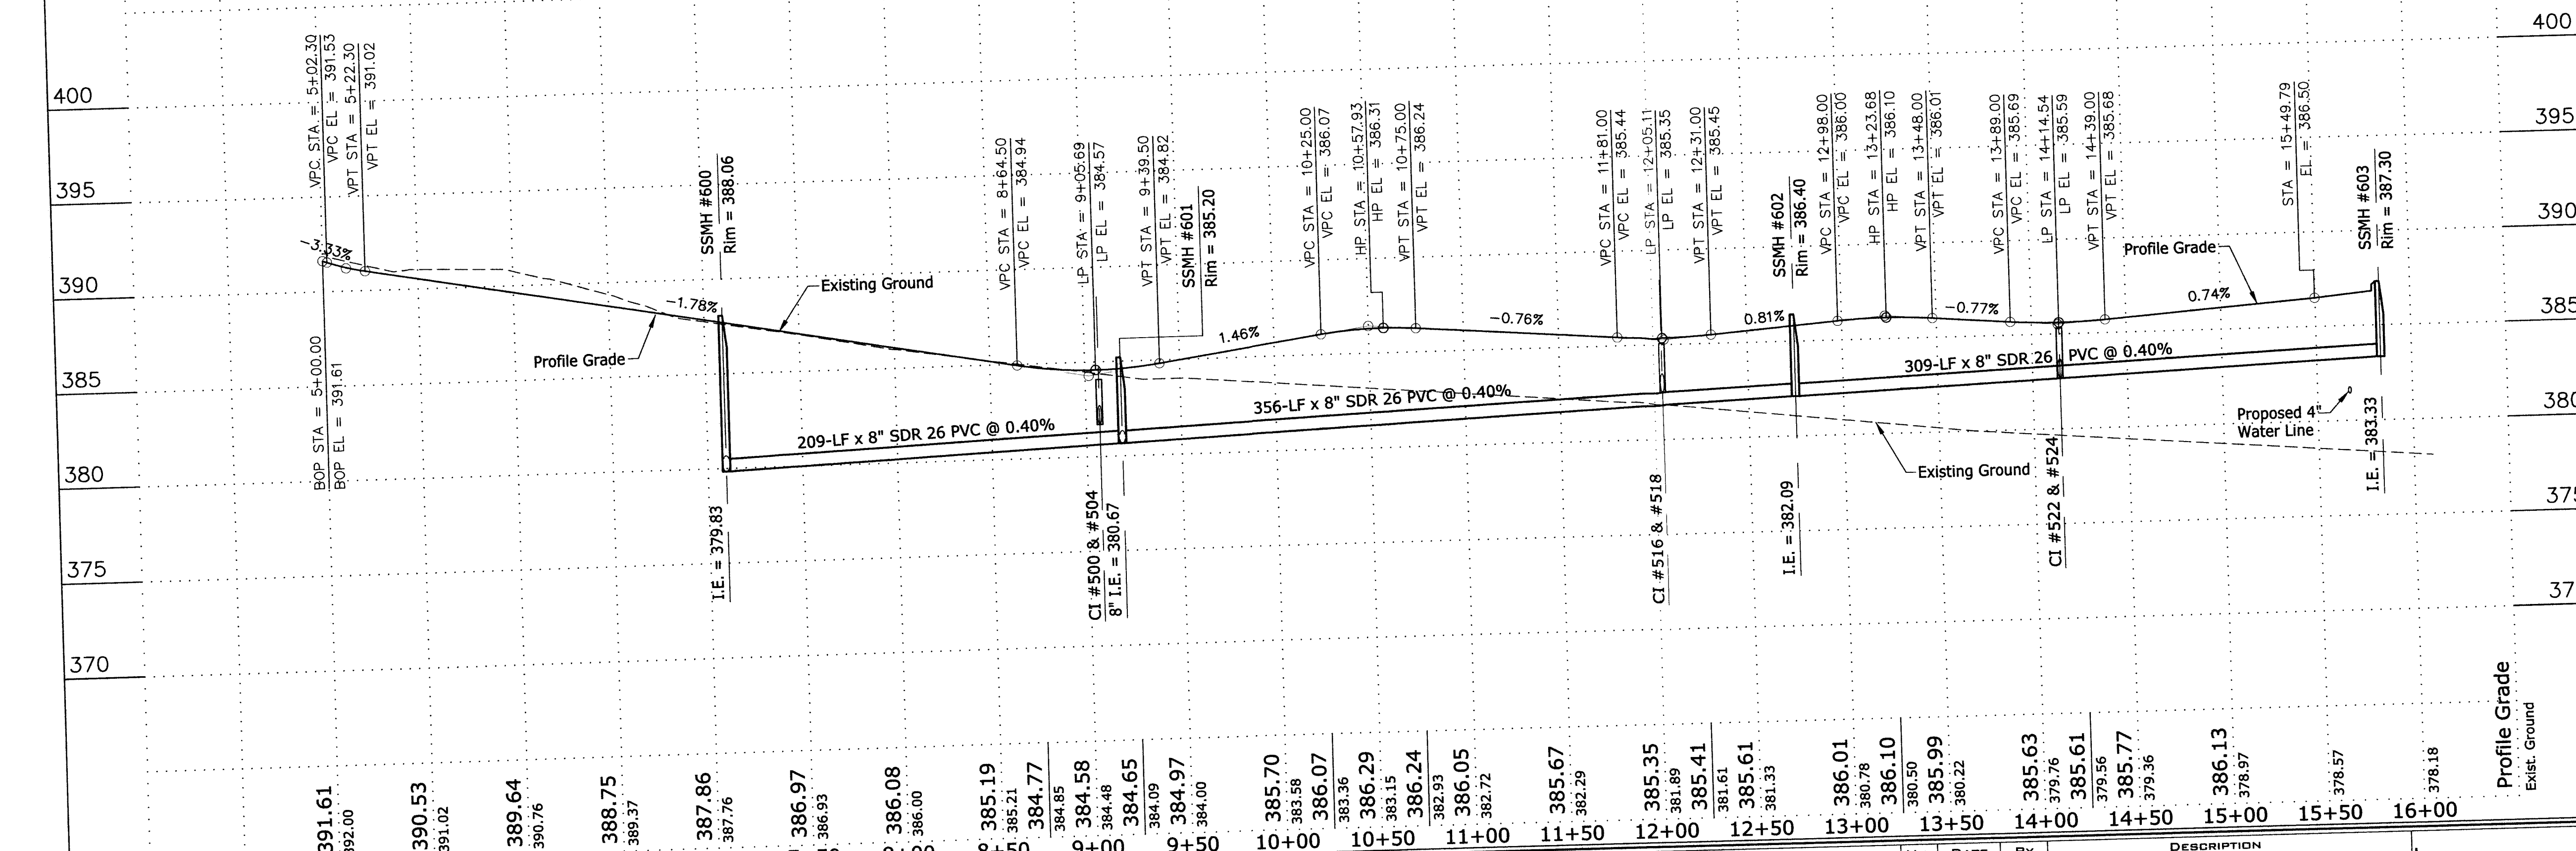 400
395
390
385
380
375
370
400
395
390
385
VPC STA = 5+02.30
VPC EL = 391.53
VPT STA = 5+22.30
VPT EL = 391.02
-3.33%
BOP STA = 5+00.00
BOP EL = 391.61
Profile Grade
-1.78%
SSMH #600
Rim = 388.06
Existing Ground
I.E. = 379.83
209-LF x 8" SDR 26 PVC @ 0.40%
VPC STA = 8+64.50
VPC EL = 384.94
LP STA = 9+05.69
LP EL = 384.57
VPT STA = 9+39.50
VPT EL = 384.82
SSMH #601
Rim = 385.20
CI #500 & #504
8" I.E. = 380.67
1.46%
356-LF x 8" SDR 26 PVC @ 0.40%
VPC STA = 10+25.00
VPC EL = 386.07
HP STA = 10+57.93
HP EL = 386.31
VPT STA = 10+75.00
VPT EL = 386.24
-0.76%
VPC STA = 11+81.00
VPC EL = 385.44
LP STA = 12+05.11
LP EL = 385.35
VPT STA = 12+31.00
VPT EL = 385.45
CI #516 & #518
0.81%
SSMH #602
Rim = 386.40
I.E. = 382.09
VPC STA = 12+98.00
VPC EL = 386.00
HP STA = 13+23.68
HP EL = 386.10
VPT STA = 13+48.00
VPT EL = 386.01
-0.77%
309-LF x 8" SDR 26 PVC @ 0.40%
Existing Ground
VPC STA = 13+89.00
VPC EL = 385.69
LP STA = 14+14.54
LP EL = 385.59
VPT STA = 14+39.00
VPT EL = 385.68
CI #522 & #524
Profile Grade
0.74%
STA = 15+49.79
EL = 386.50
SSMH #603
Rim = 387.30
Proposed 4"
Water Line
I.E. = 383.33
391.61
392.00
390.53
391.02
389.64
390.76
388.75
389.37
387.86
387.76
386.97
386.93
386.08
386.00
385.19
385.21
384.77
384.85
384.58
384.48
384.65
384.09
384.97
384.00
385.70
383.58
386.07
383.36
386.29
383.15
386.24
382.93
386.05
382.72
385.67
382.29
385.35
381.89
385.41
381.61
385.61
381.33
386.01
380.78
386.10
380.50
385.99
380.22
385.63
379.76
385.61
379.56
385.77
379.36
386.13
378.97
378.57
378.18
Profile Grade
Exist. Ground
9+00
9+50
10+00
10+50
11+00
11+50
12+00
12+50
13+00
13+50
14+00
14+50
15+00
15+50
16+00
DESCRIPTION